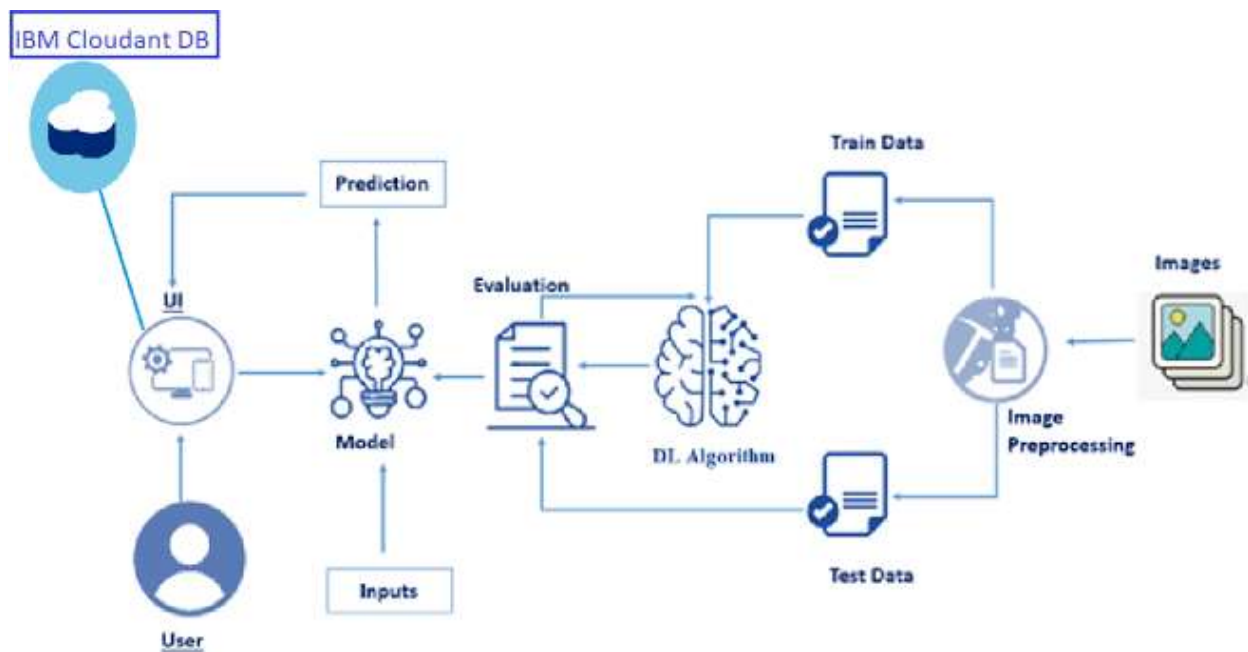 IBM Cloudant DB
Train Data
Prediction
Images
Evaluation
UI
Image
Preprocessing
Model
DL Algorithm
Test Data
Inputs
User